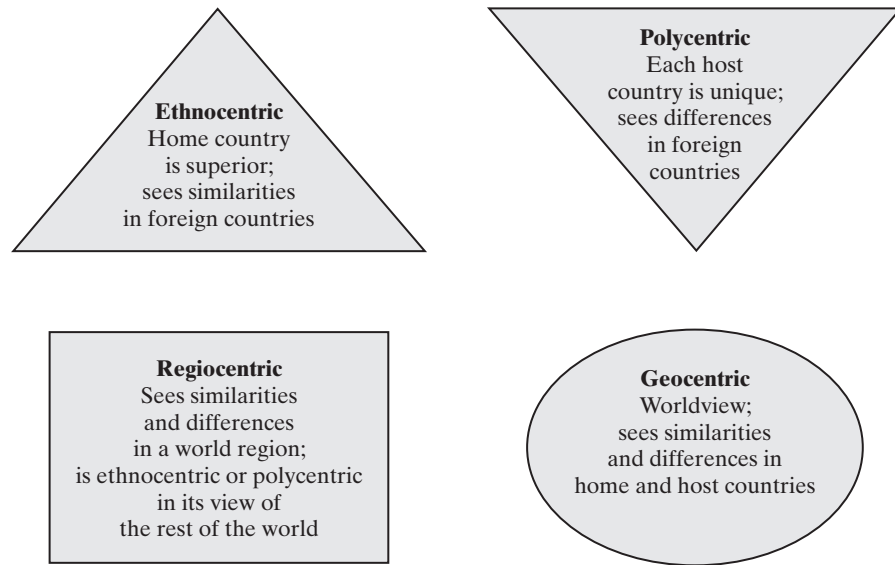 Ethnocentric
Home country
is superior;
sees similarities
in foreign countries
Polycentric
Each host
country is unique;
sees differences
in foreign
countries
Regiocentric
Sees similarities
and differences
in a world region;
is ethnocentric or polycentric
in its view of
the rest of the world
Geocentric
Worldview;
sees similarities
and differences in
home and host countries